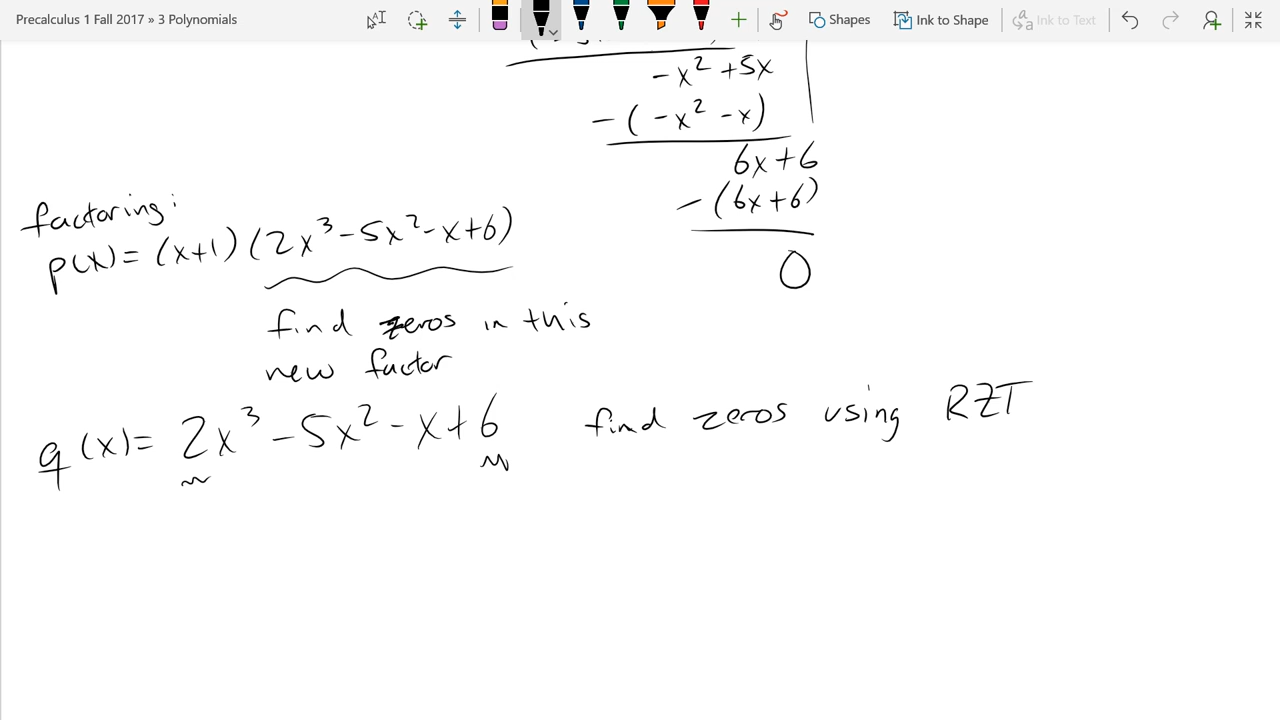 Precalculus 1 Fall 2017 » 3 Polynomials
Shapes
Ink to Shape
Ink to Text
-x² +5x
-(-x² -x)
6x+6
-(6x+6)
0
factoring:
p(x)= (x+1)(2x³-5x²-x+6)
find zeros in this
new factor
q(x)= 2x³-5x²-x+6 find zeros using RZT